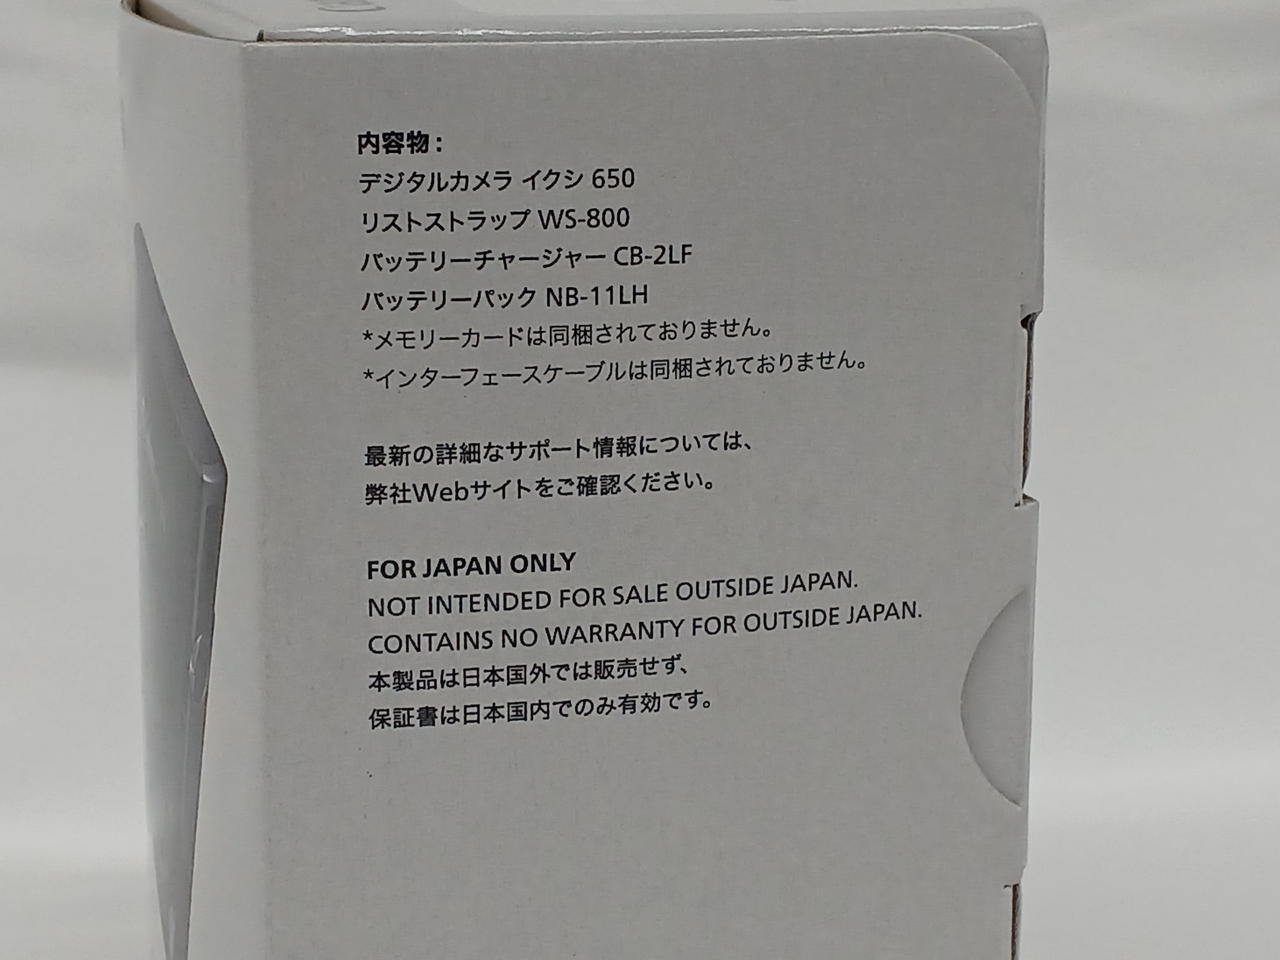 内容物：
デジタルカメラ イクシ 650
リストストラップ WS-800
バッテリーチャージャー CB-2LF
バッテリーパック NB-11LH
*メモリーカードは同梱されておりません。
*インターフェースケーブルは同梱されておりません。
最新の詳細なサポート情報については、
弊社Webサイトをご確認ください。
FOR JAPAN ONLY
NOT INTENDED FOR SALE OUTSIDE JAPAN.
CONTAINS NO WARRANTY FOR OUTSIDE JAPAN.
本製品は日本国外では販売せず、
保証書は日本国内でのみ有効です。